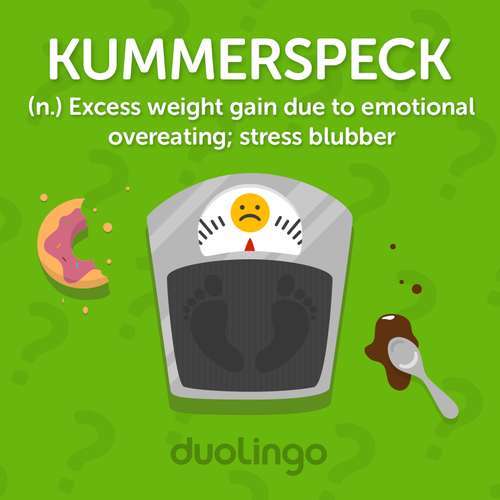 KUMMERSPECK
(n.) Excess weight gain due to emotional
overeating; stress blubber
duolingo